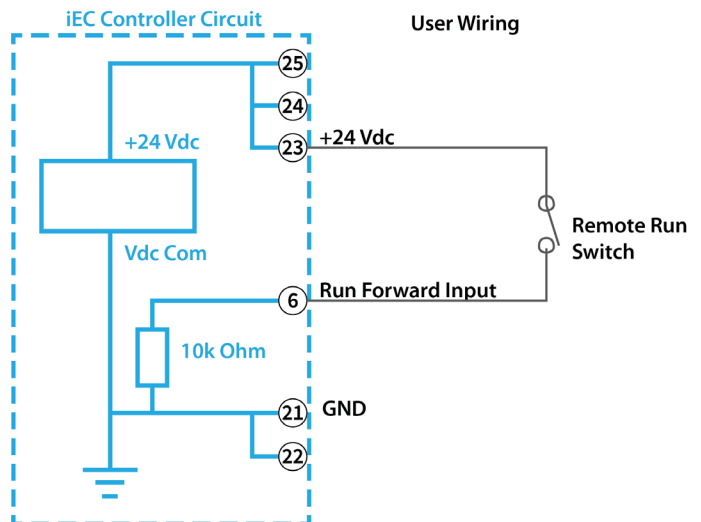 iEC Controller Circuit
User Wiring
25
24
+24 Vdc
23
+24 Vdc
Remote Run
Switch
Vdc Com
6
Run Forward Input
10k Ohm
21
GND
22